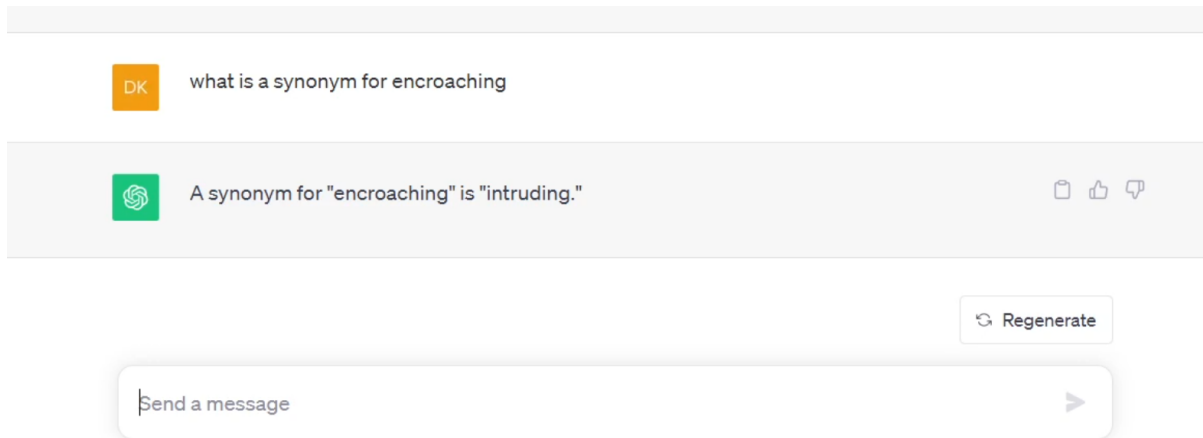 DK
what is a synonym for encroaching
A synonym for "encroaching" is "intruding."
Regenerate
Send a message